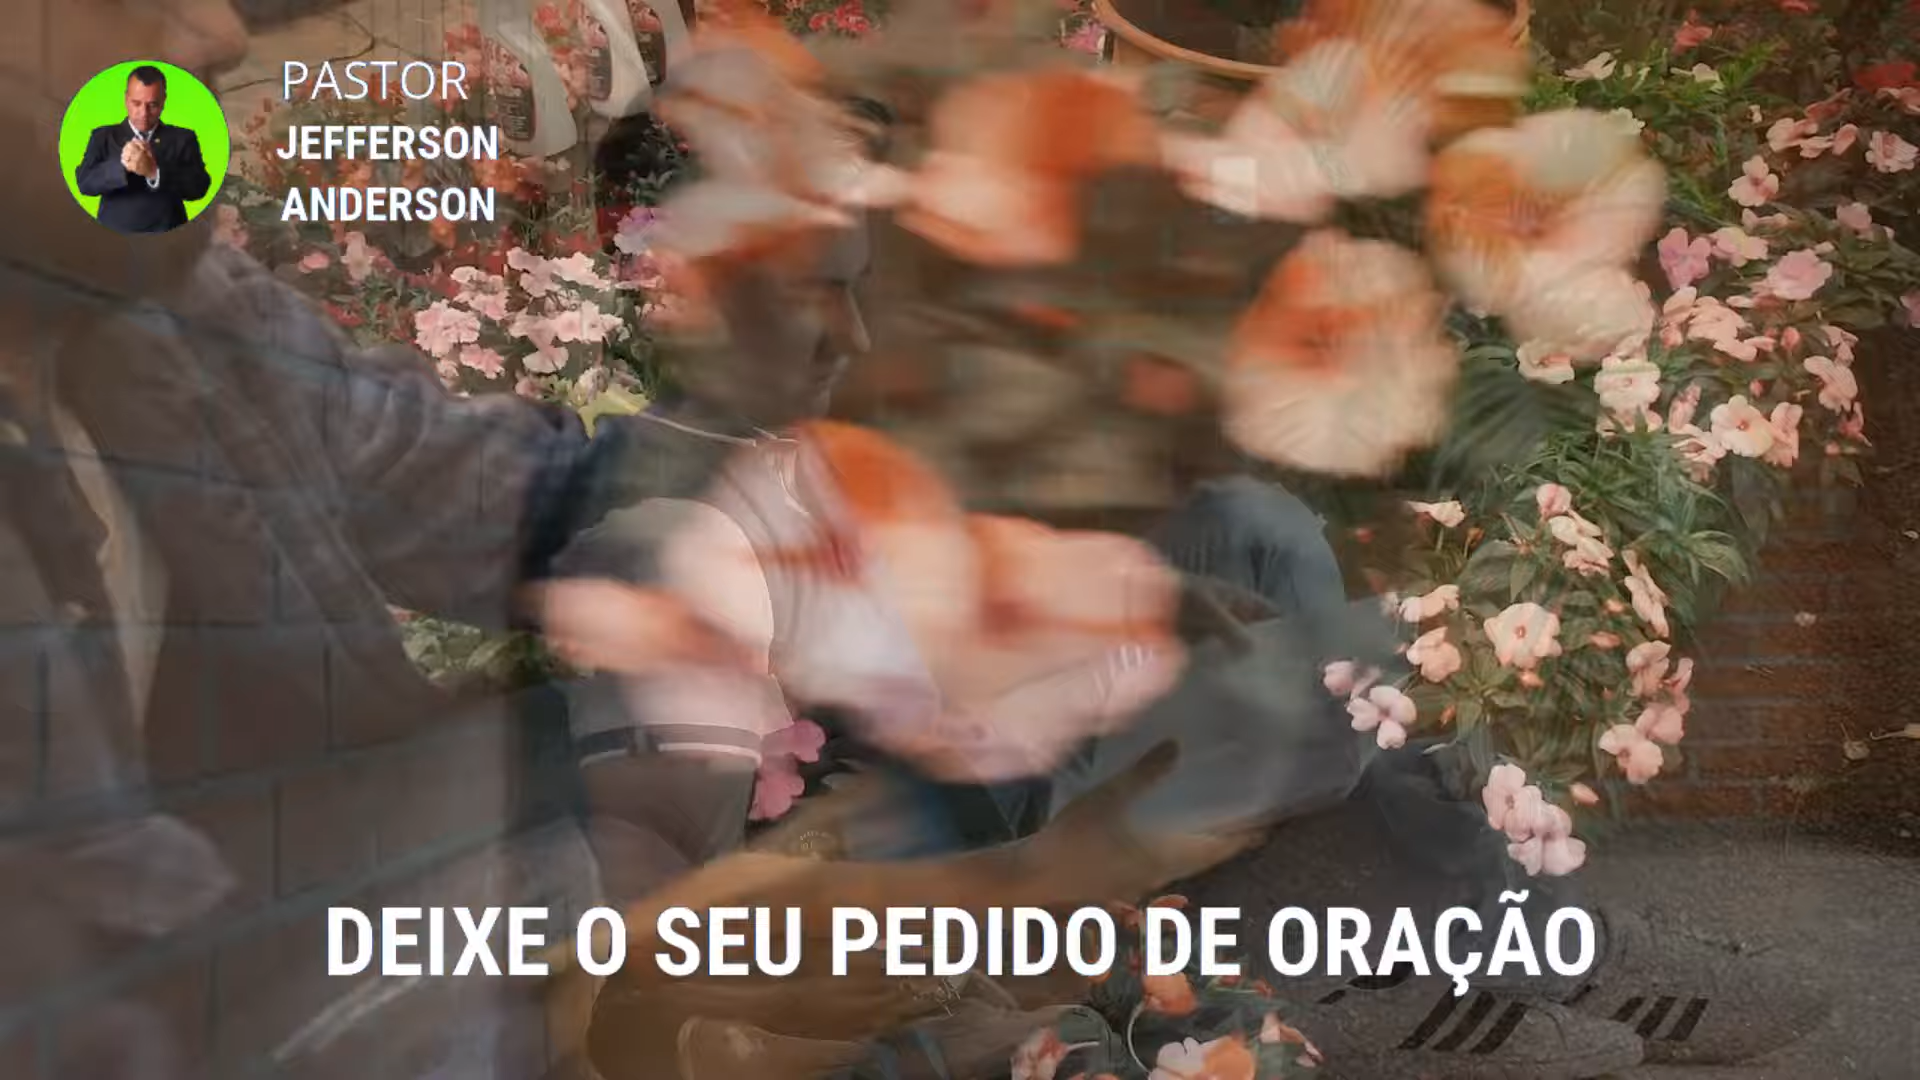 PASTOR
JEFFERSON
ANDERSON
DEIXE O SEU PEDIDO DE ORAÇÃO